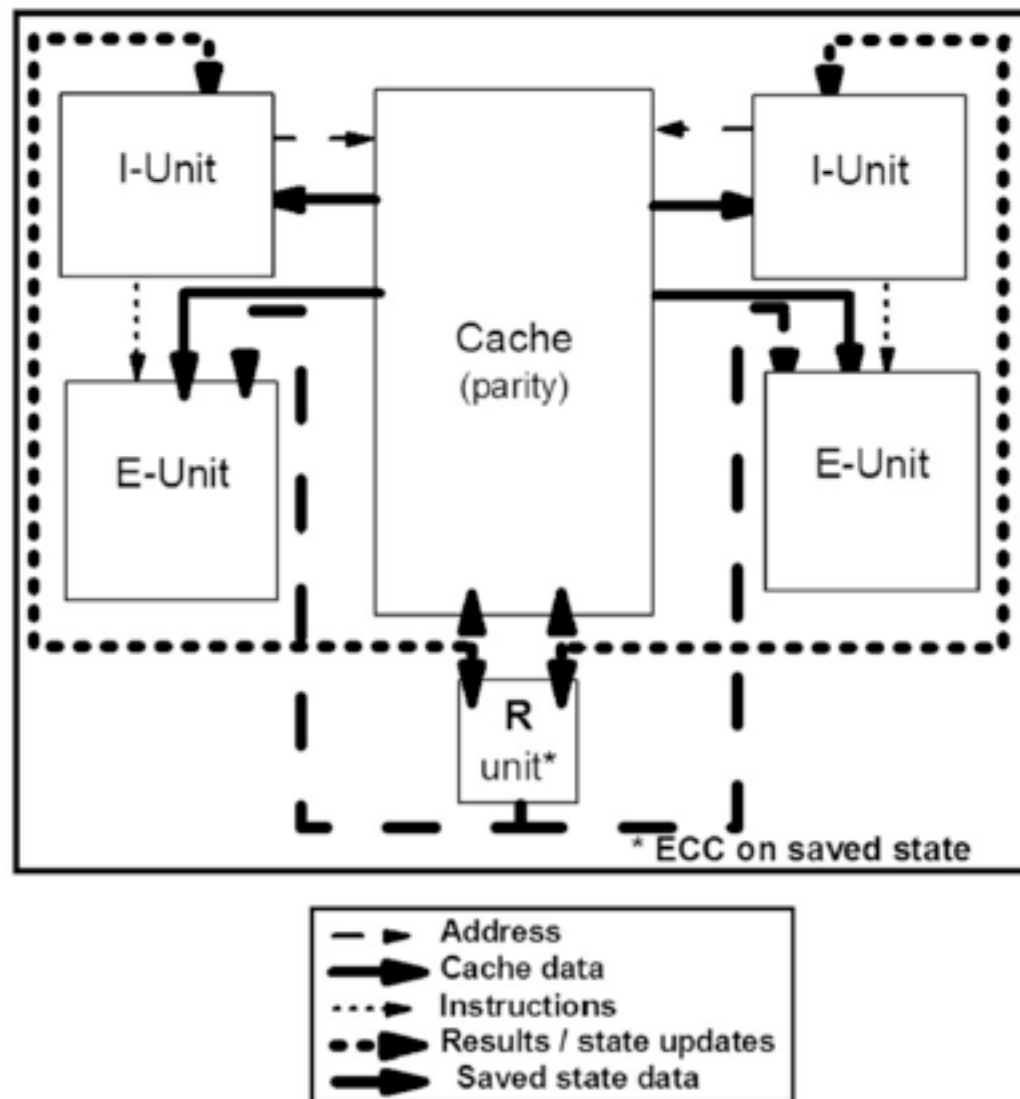 I-Unit
I-Unit
Cache
(parity)
E-Unit
E-Unit
R
unit*
* ECC on saved state
Address
Cache data
Instructions
Results / state updates
Saved state data